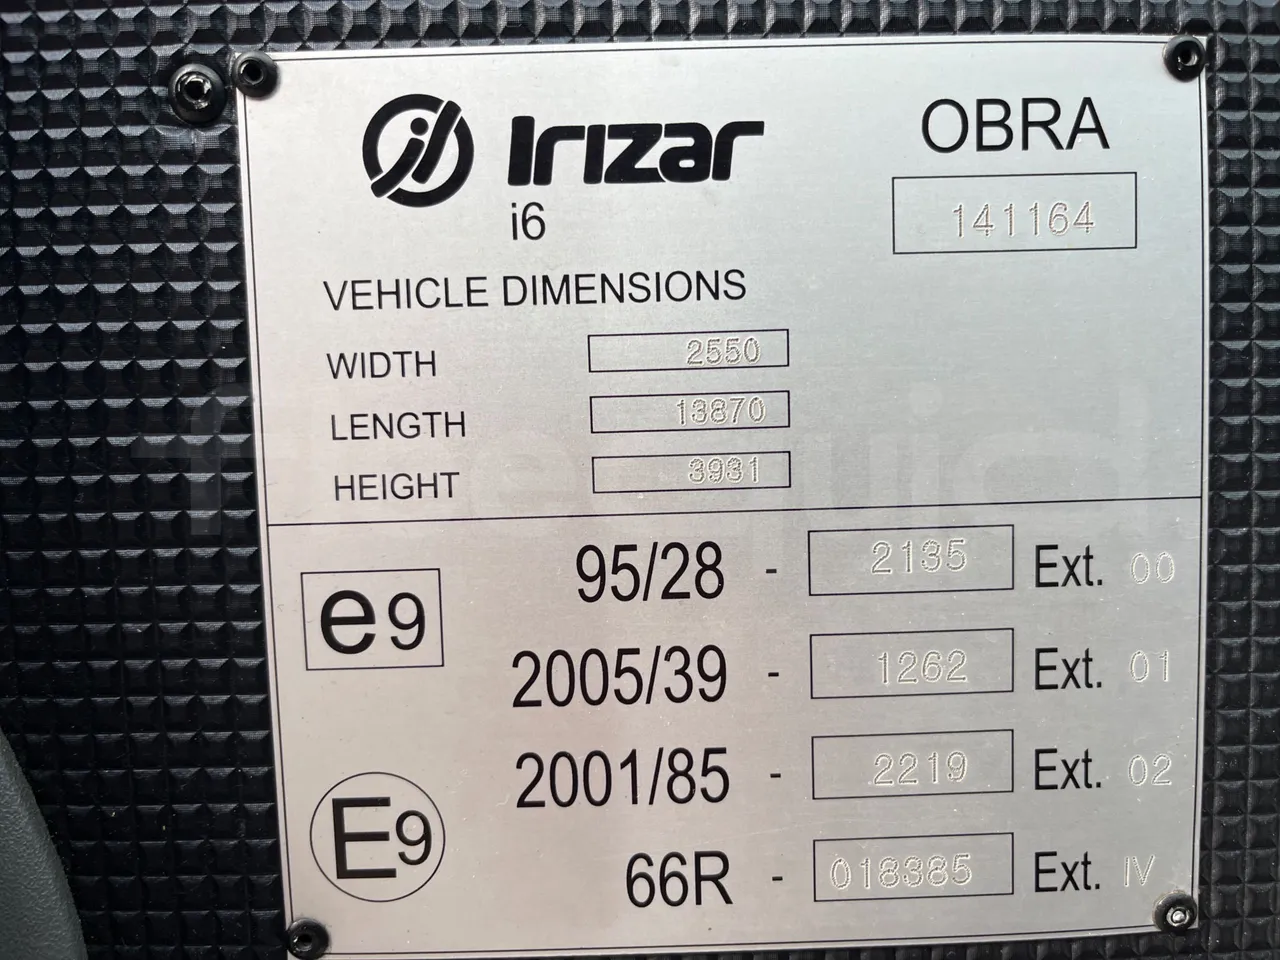 Irizar
i6
OBRA
141164
VEHICLE DIMENSIONS
WIDTH 2550
LENGTH 13870
HEIGHT 3931
e9
95/28 - 2135 Ext. 00
2005/39 - 1262 Ext. 01
2001/85 - 2219 Ext. 02
E9
66R - 018385 Ext. IV